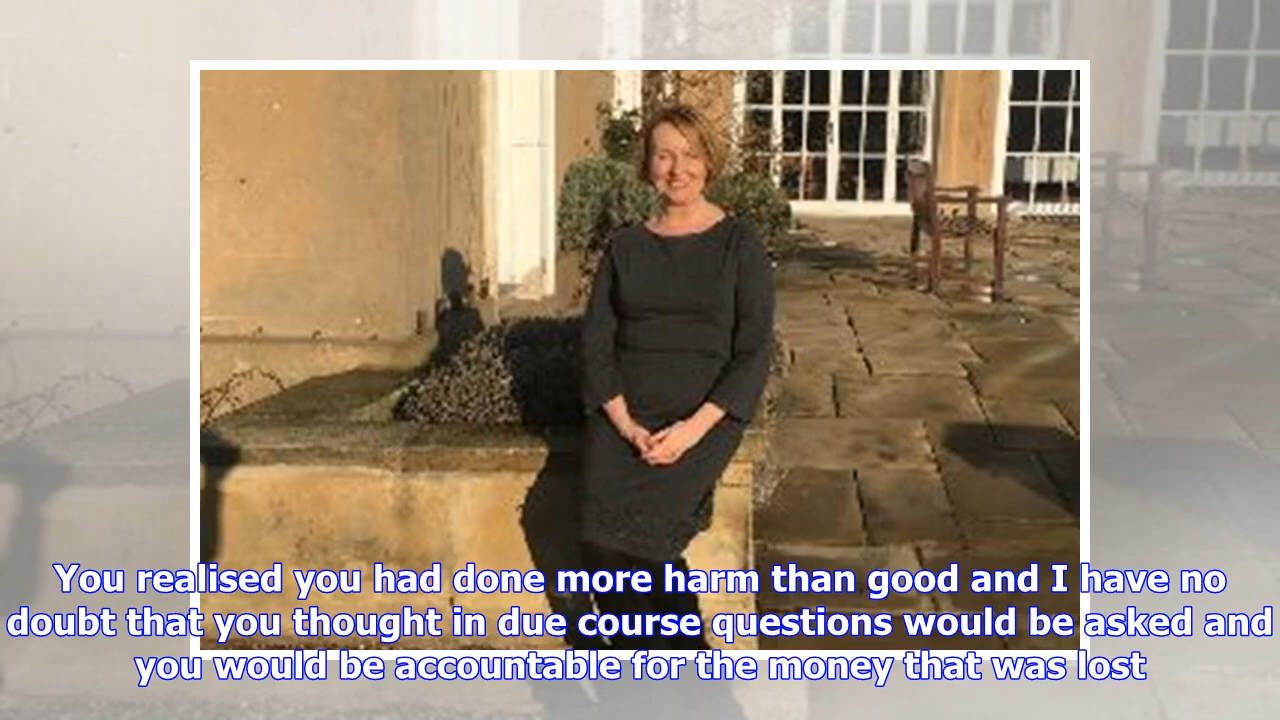 You realised you had done more harm than good and I have no
doubt that you thought in due course questions would be asked and
you would be accountable for the money that was lost